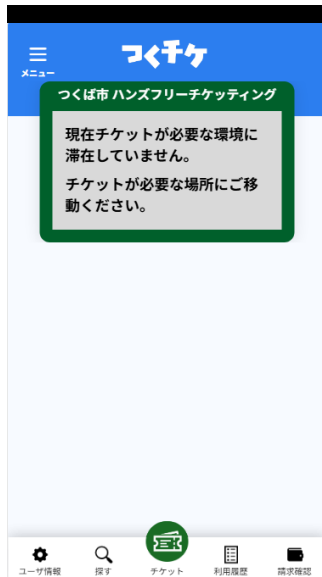 つくチケ
メニュー
つくば市 ハンズフリーチケッティング
現在チケットが必要な環境に
滞在していません。
チケットが必要な場所にご移
動ください。
ユーザ情報
探す
チケット
利用履歴
請求確認